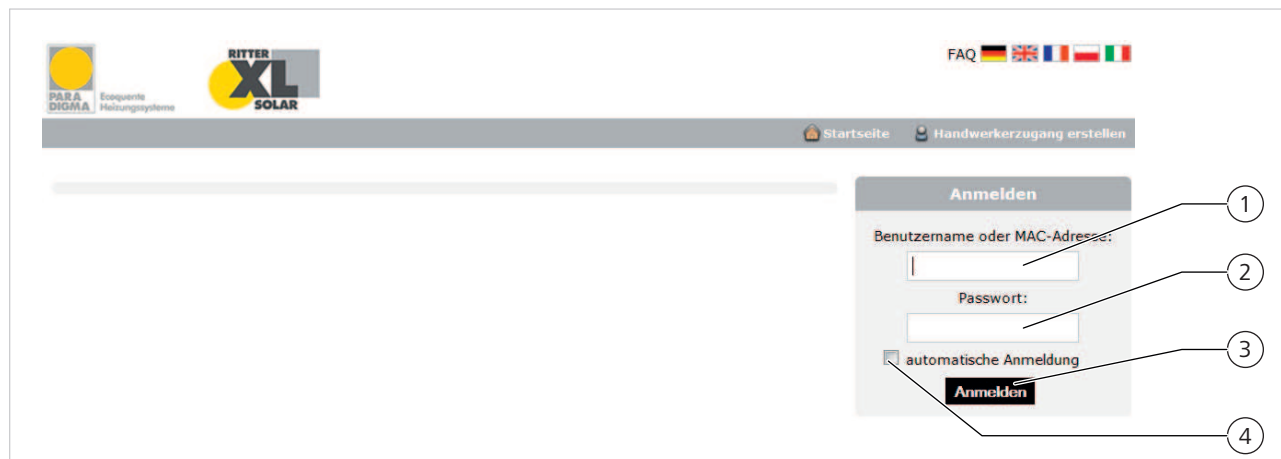 PARA
DIGMA
Ecoquente
Heizungssysteme
RITTER
XL
SOLAR
FAQ
Startseite
Handwerkerzugang erstellen
Anmelden
Benutzername oder MAC-Adresse:
Passwort:
automatische Anmeldung
Anmelden
1
2
3
4